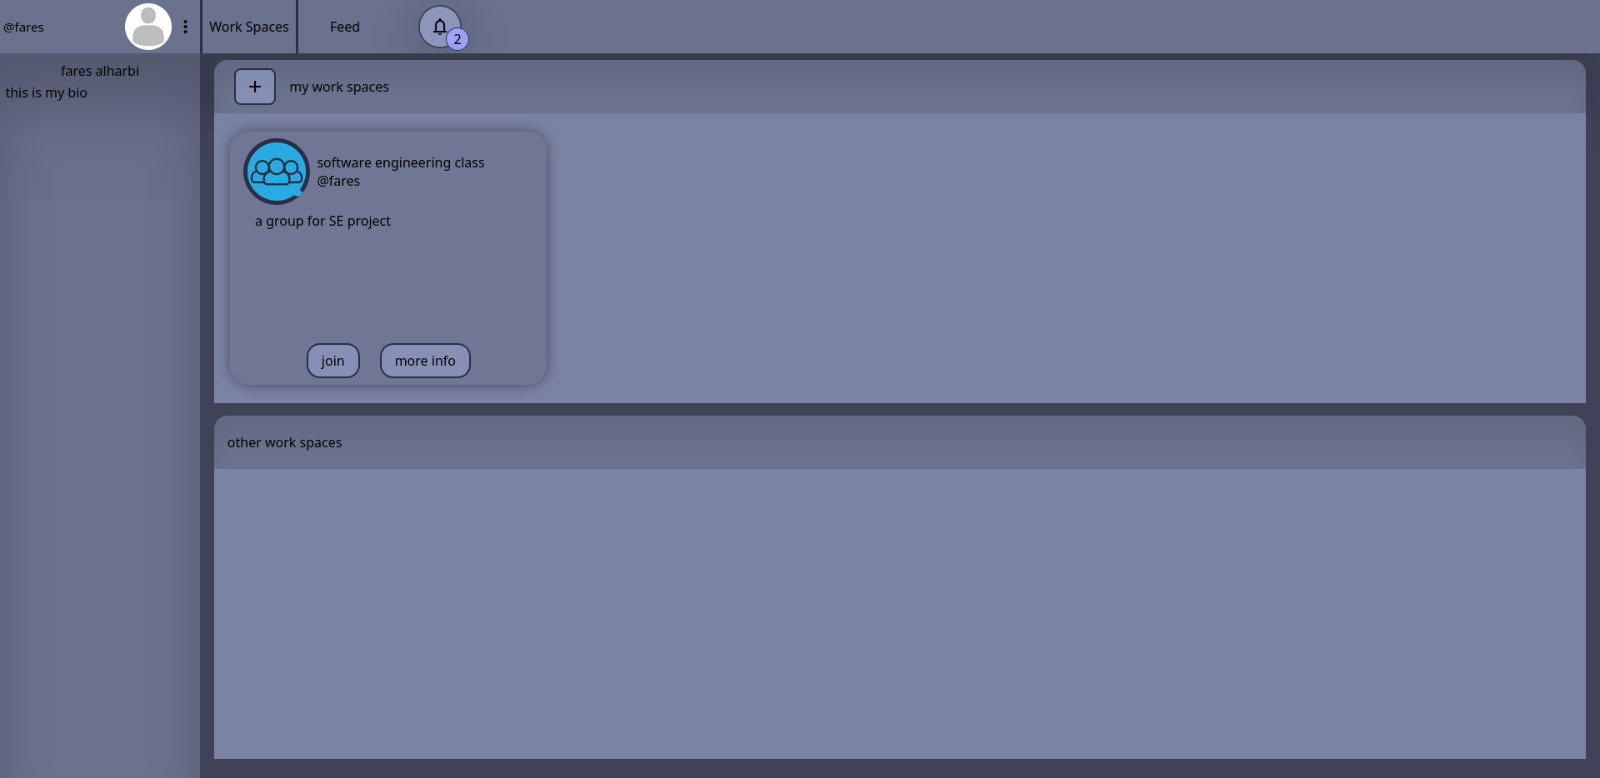 @fares
Work Spaces
Feed
2
fares alharbi
this is my bio
+
my work spaces
software engineering class
@fares
a group for SE project
join
more info
other work spaces